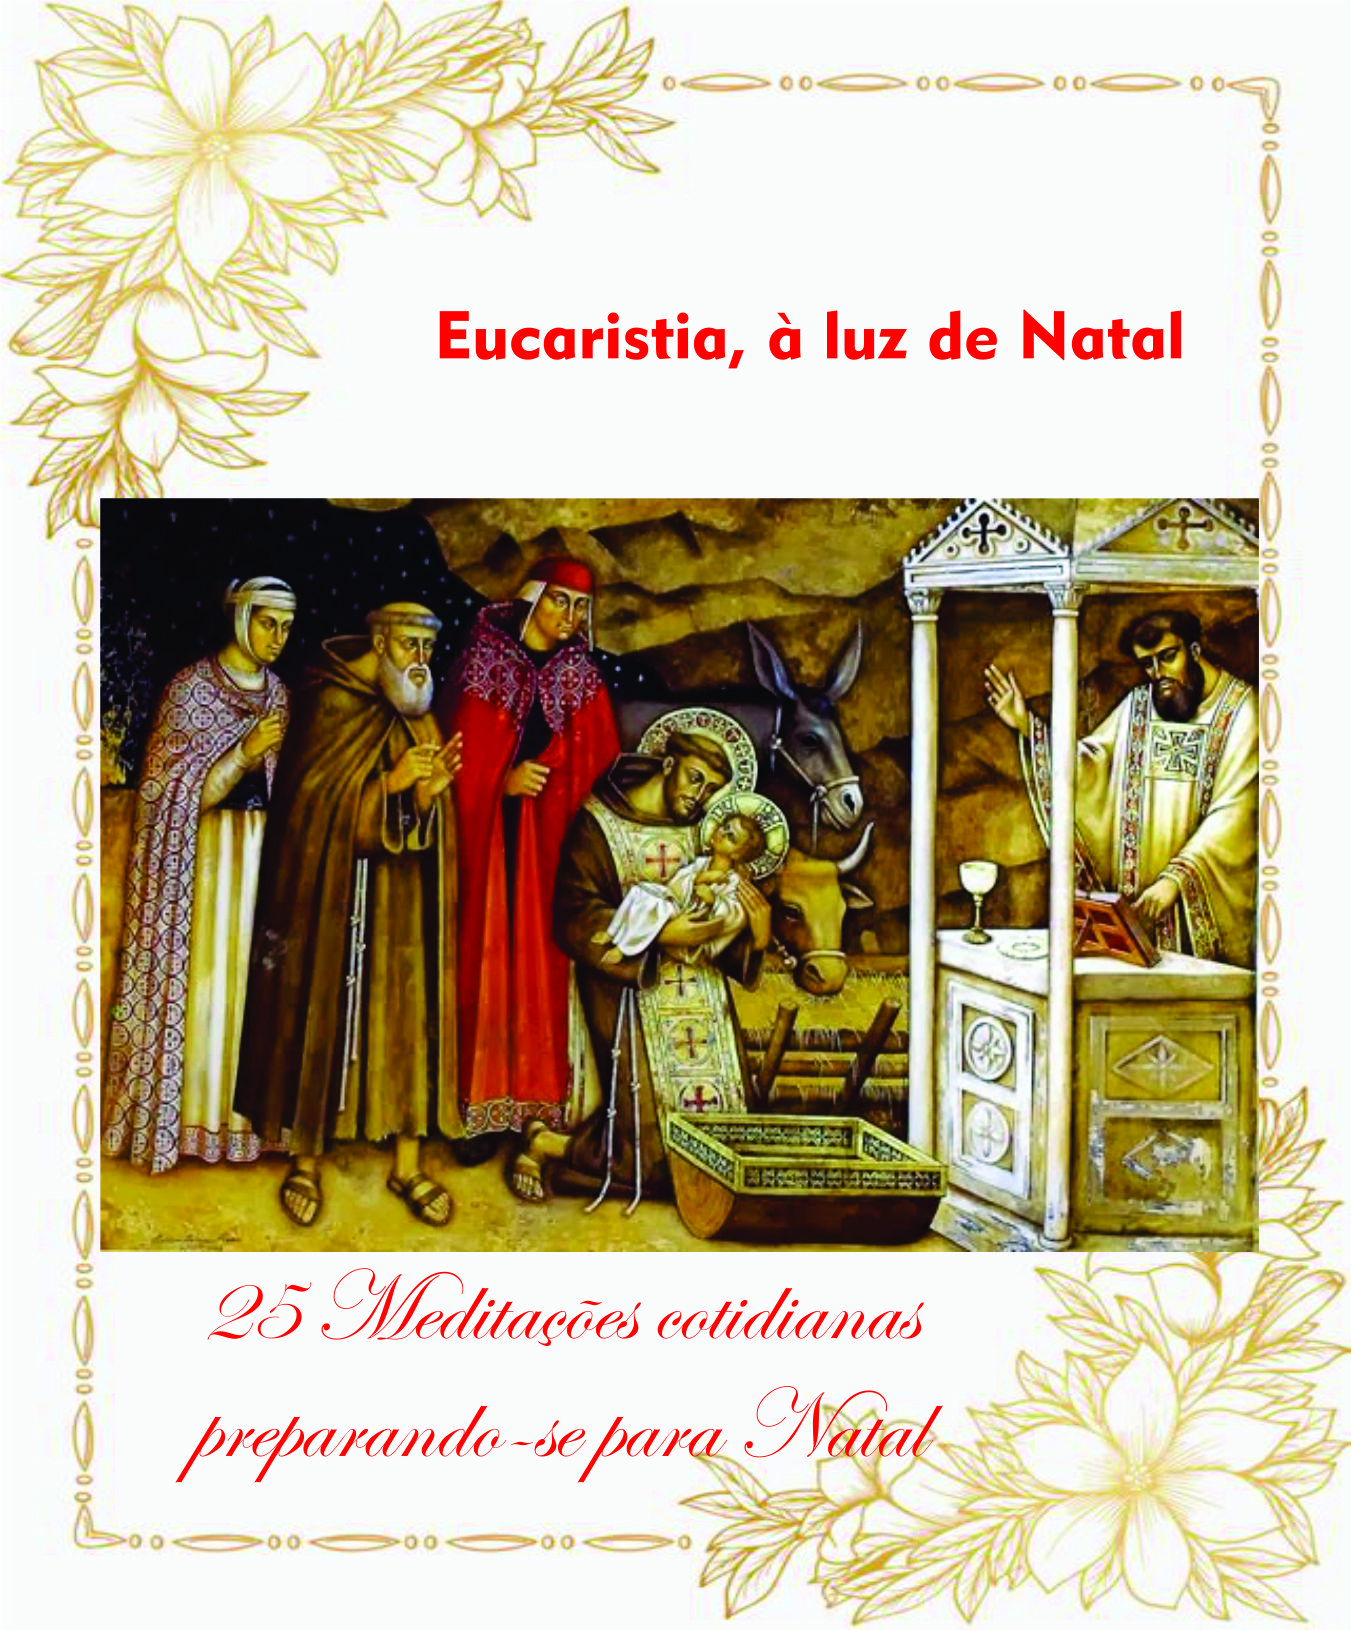 Eucaristia, à luz de Natal
25 Meditações cotidianas
preparando-se para Natal